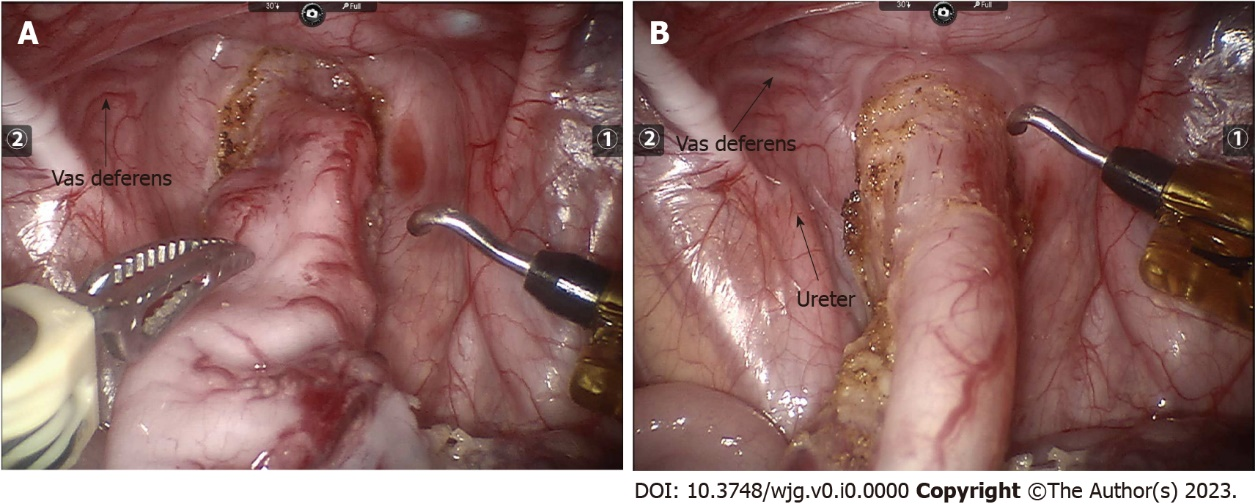 30° Full
A
2
1
Vas deferens
30° Full
B
2
1
Vas deferens
Ureter
DOI: 10.3748/wjg.v0.i0.0000 Copyright ©The Author(s) 2023.